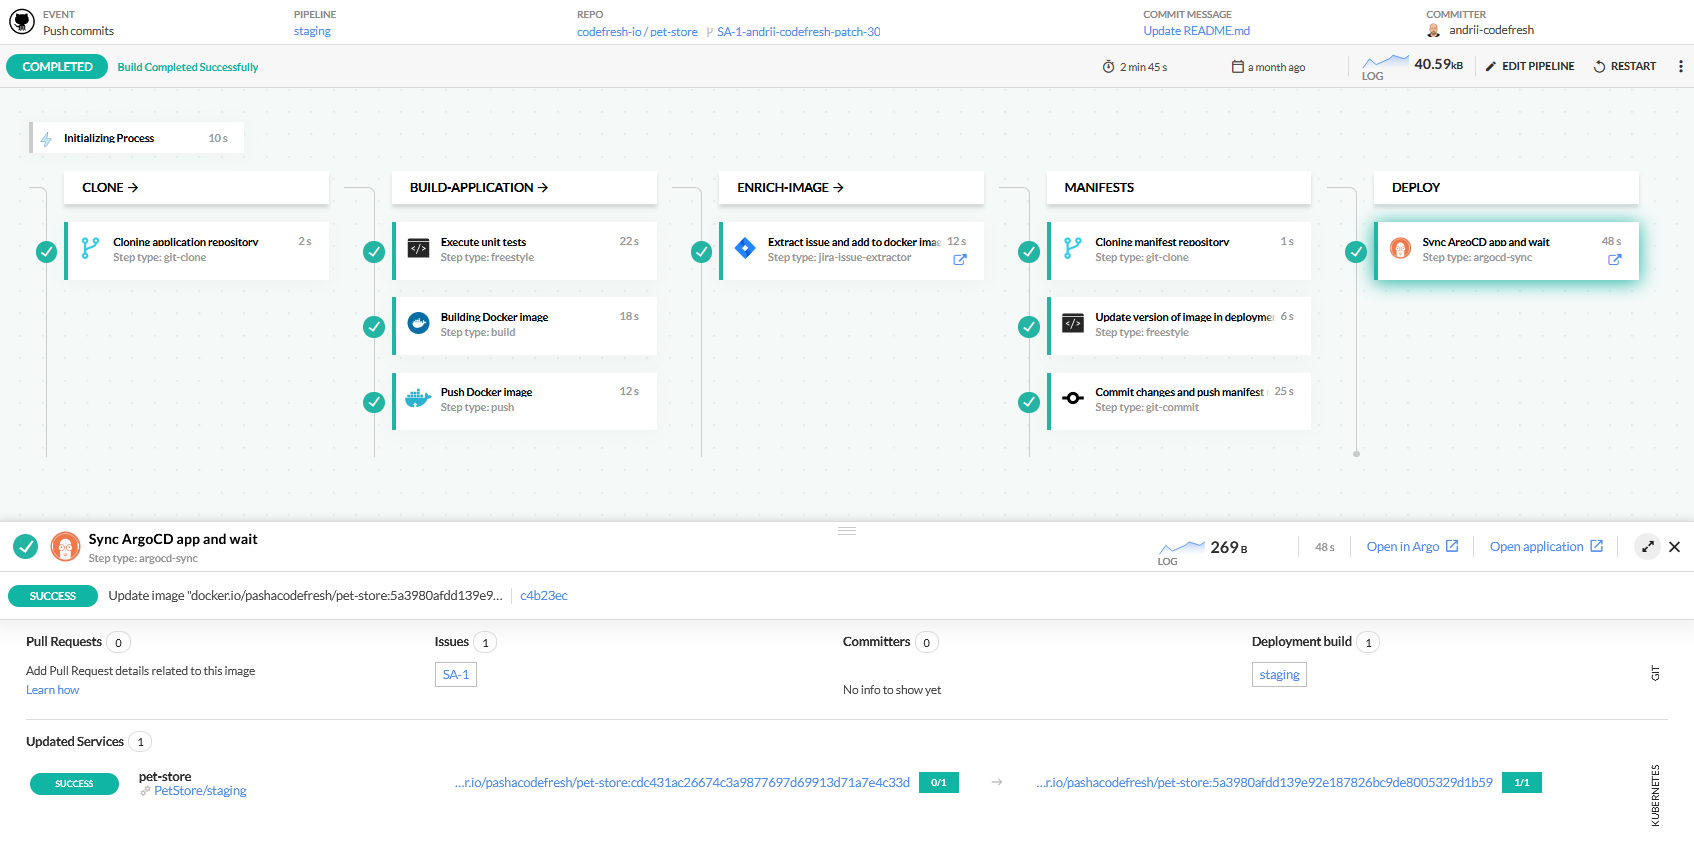 EVENT
Push commits
PIPELINE
staging
REPO
codefresh-io / pet-store SA-1-andrii-codefresh-patch-30
COMMIT MESSAGE
Update README.md
COMMITTER
andrii-codefresh
COMPLETED Build Completed Successfully
2 min 45 s
a month ago
LOG 40.59kB
EDIT PIPELINE
RESTART
Initializing Process 10 s
CLONE →
Cloning application repository 2 s
Step type: git-clone
BUILD-APPLICATION →
Execute unit tests 22 s
Step type: freestyle
Building Docker image 18 s
Step type: build
Push Docker image 12 s
Step type: push
ENRICH-IMAGE →
Extract issue and add to docker ima 12 s
Step type: jira-issue-extractor
MANIFESTS
Cloning manifest repository 1 s
Step type: git-clone
Update version of image in deploymer 6 s
Step type: freestyle
Commit changes and push manifest 25 s
Step type: git-commit
DEPLOY
Sync ArgoCD app and wait 48 s
Step type: argocd-sync
Sync ArgoCD app and wait
Step type: argocd-sync
LOG 269 B
48 s
Open in Argo
Open application
SUCCESS Update image "docker.io/pashacodefresh/pet-store:5a3980afdd139e9... c4b23ec
Pull Requests 0
Add Pull Request details related to this image
Learn how
Issues 1
SA-1
Committers 0
No info to show yet
Deployment build 1
staging
GIT
Updated Services 1
SUCCESS
pet-store
PetStore/staging
...r.io/pashacodefresh/pet-store:cdc431ac26674c3a9877697d69913d71a7e4c33d 0/1 → ...r.io/pashacodefresh/pet-store:5a3980afdd139e92e187826bc9de8005329d1b59 1/1
KUBERNETES